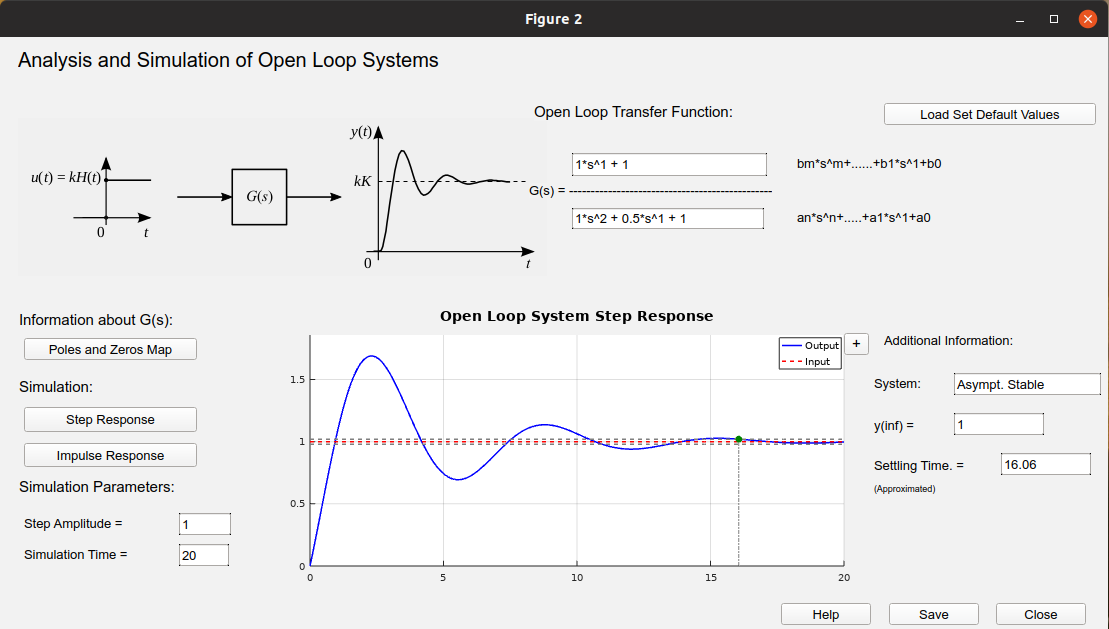 Figure 2
Analysis and Simulation of Open Loop Systems
Open Loop Transfer Function:
Load Set Default Values
y(t)
u(t) = kH(t)
kK
G(s)
0
t
0
t
1*s^1 + 1
bm*s^m+......+b1*s^1+b0
G(s) = ------------------------------------------------
1*s^2 + 0.5*s^1 + 1
an*s^n+.....+a1*s^1+a0
Information about G(s):
Poles and Zeros Map
Simulation:
Step Response
Impulse Response
Simulation Parameters:
Step Amplitude =
1
Simulation Time =
20
Open Loop System Step Response
Output
Input
+
1.5
1
0.5
0
0
5
10
15
20
Additional Information:
System:
Asympt. Stable
y(inf) =
1
Settling Time. =
16.06
(Approximated)
Help
Save
Close